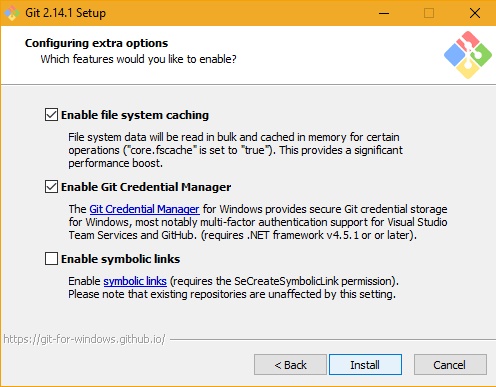 Git 2.14.1 Setup
Configuring extra options
Which features would you like to enable?
Enable file system caching
File system data will be read in bulk and cached in memory for certain
operations ("core.fscache" is set to "true"). This provides a significant
performance boost.
Enable Git Credential Manager
The Git Credential Manager for Windows provides secure Git credential storage
for Windows, most notably multi-factor authentication support for Visual Studio
Team Services and GitHub. (requires .NET framework v4.5.1 or or later).
Enable symbolic links
Enable symbolic links (requires the SeCreateSymbolicLink permission).
Please note that existing repositories are unaffected by this setting.
https://git-for-windows.github.io/
< Back
Install
Cancel